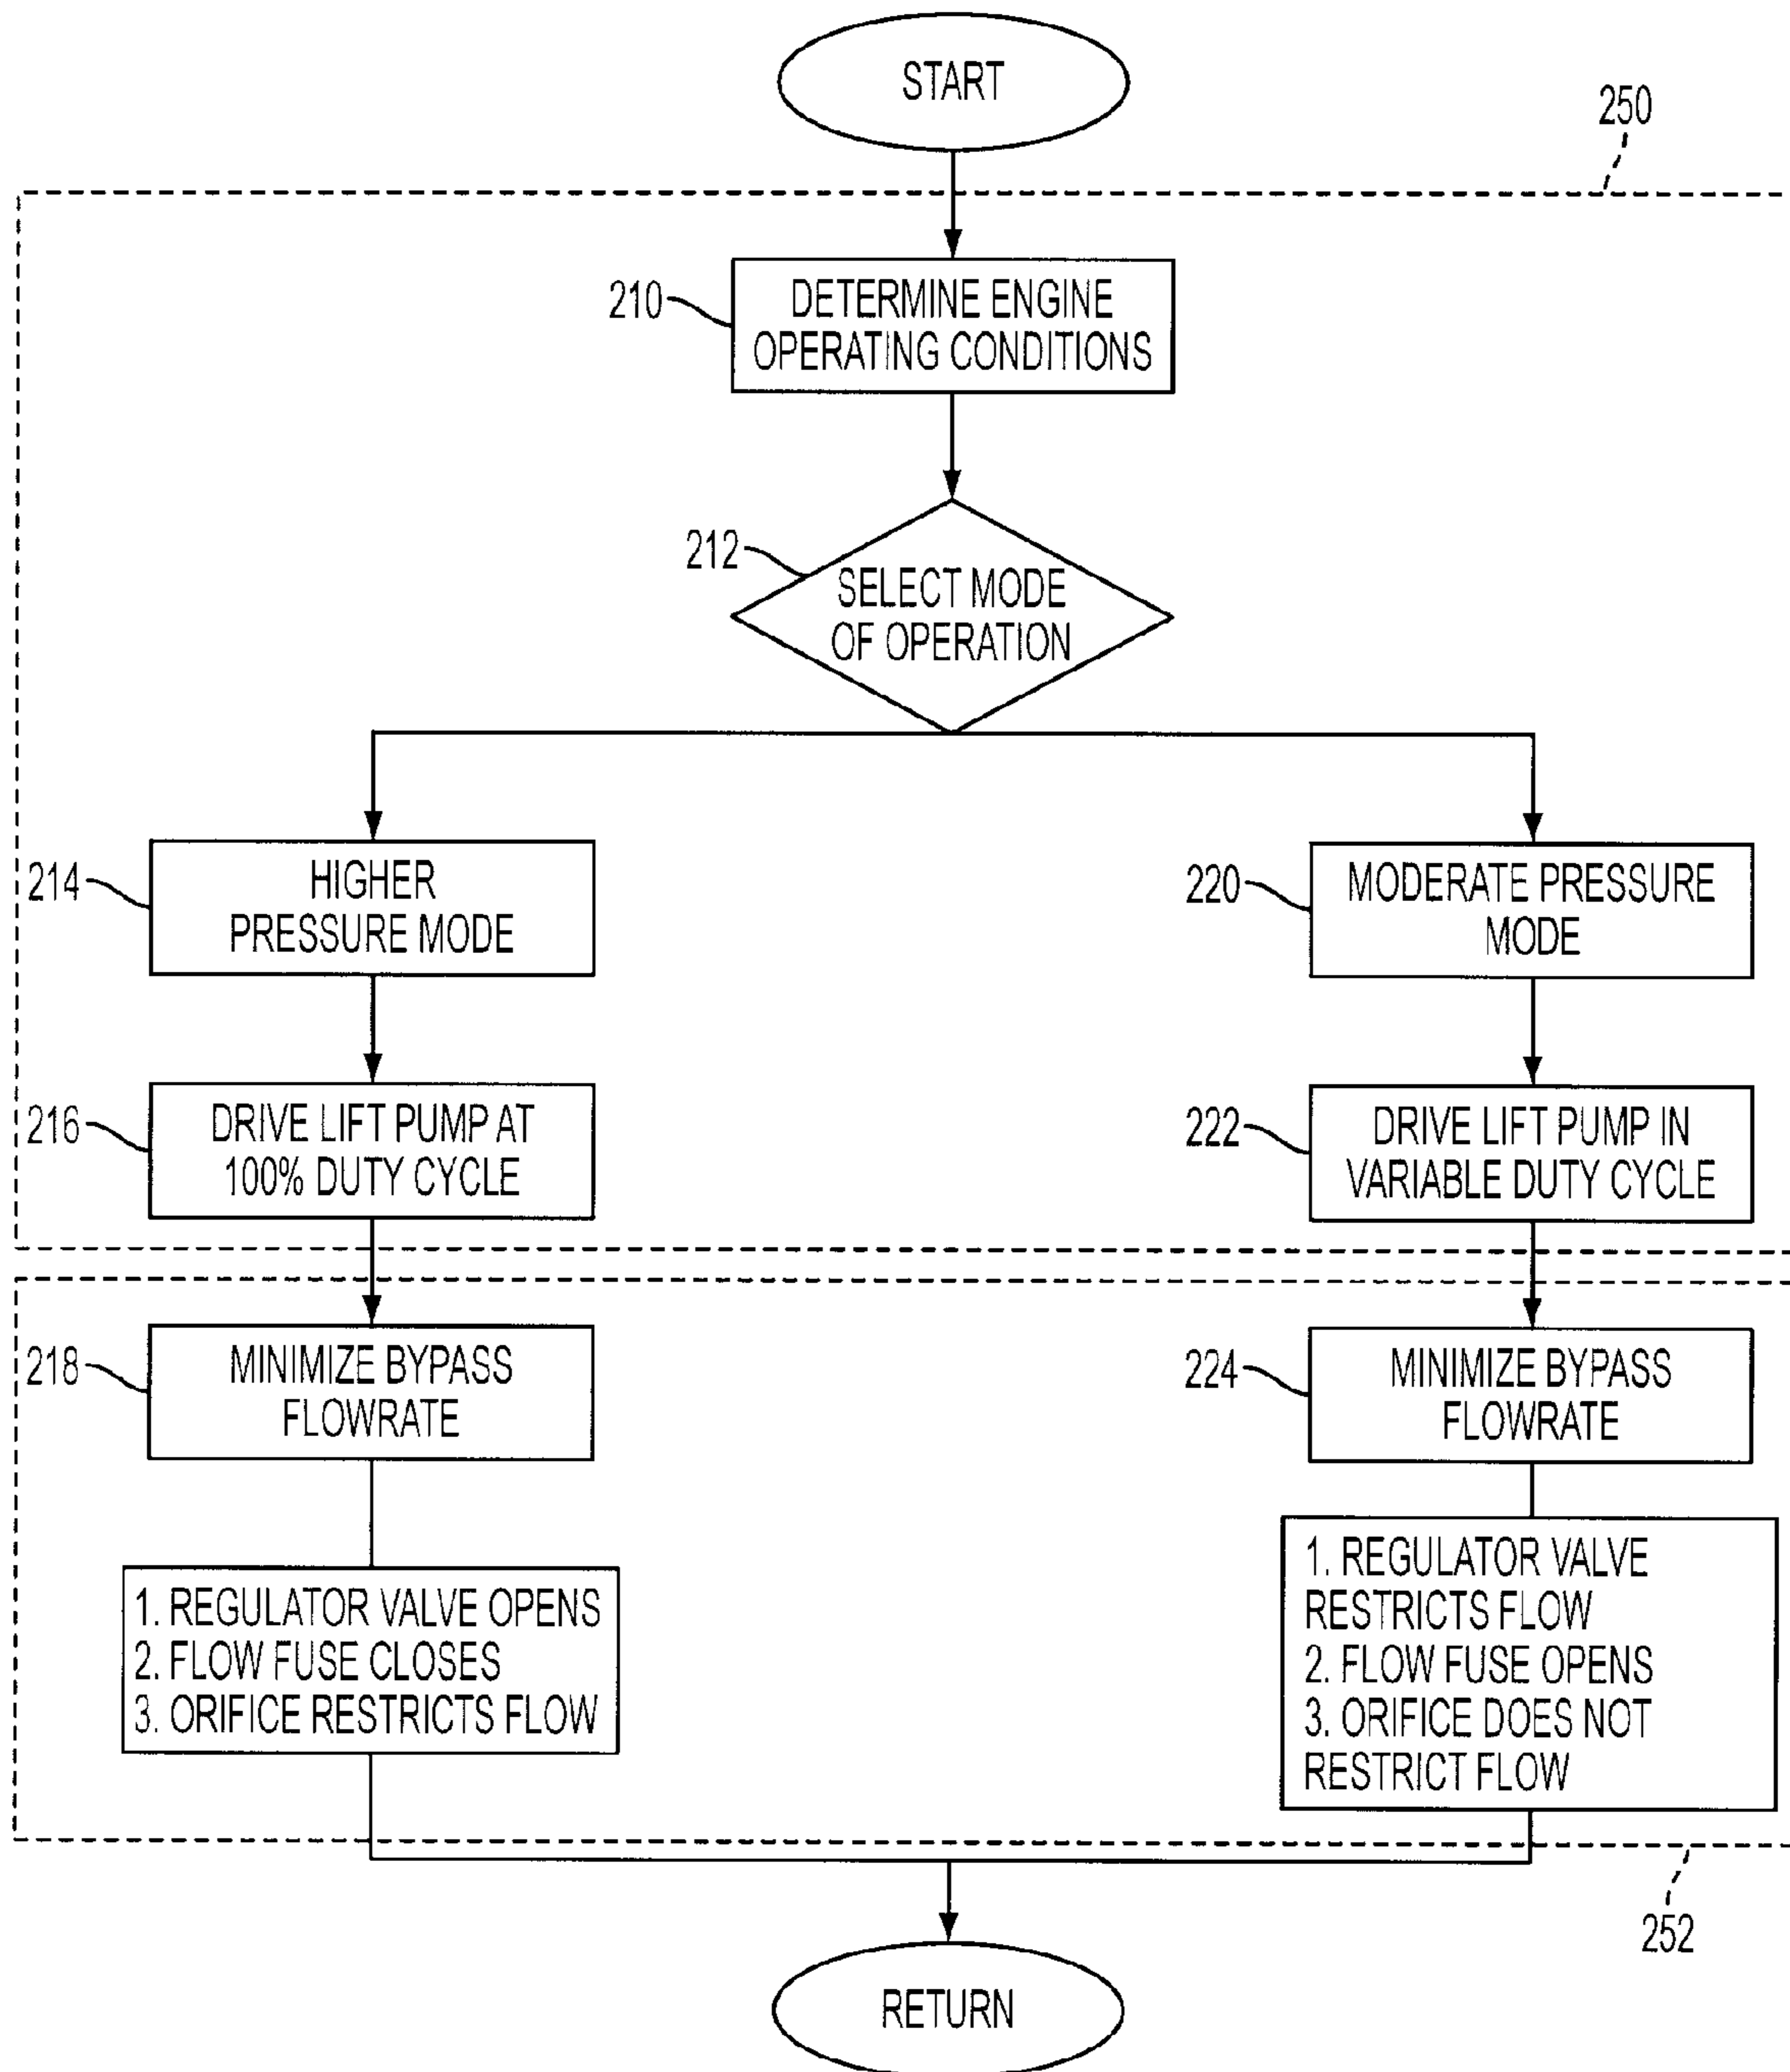 START
250
210
DETERMINE ENGINE
OPERATING CONDITIONS
212
SELECT MODE
OF OPERATION
214
HIGHER
PRESSURE MODE
220
MODERATE PRESSURE
MODE
216
DRIVE LIFT PUMP AT
100% DUTY CYCLE
222
DRIVE LIFT PUMP IN
VARIABLE DUTY CYCLE
218
MINIMIZE BYPASS
FLOWRATE
224
MINIMIZE BYPASS
FLOWRATE
1. REGULATOR VALVE OPENS
2. FLOW FUSE CLOSES
3. ORIFICE RESTRICTS FLOW
1. REGULATOR VALVE
RESTRICTS FLOW
2. FLOW FUSE OPENS
3. ORIFICE DOES NOT
RESTRICT FLOW
252
RETURN